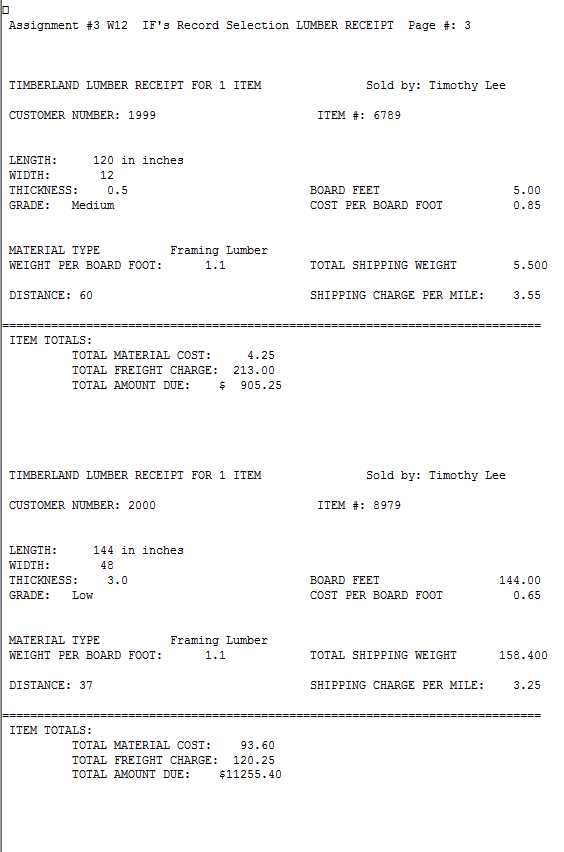 Assignment #3 W12  IF's Record Selection LUMBER RECEIPT  Page #: 3
TIMBERLAND LUMBER RECEIPT FOR 1 ITEM               Sold by: Timothy Lee
CUSTOMER NUMBER: 1999                       ITEM #: 6789
LENGTH:     120 in inches
WIDTH:       12
THICKNESS:    0.5                          BOARD FEET                   5.00
GRADE:   Medium                            COST PER BOARD FOOT          0.85
MATERIAL TYPE          Framing Lumber
WEIGHT PER BOARD FOOT:      1.1            TOTAL SHIPPING WEIGHT        5.500
DISTANCE: 60                               SHIPPING CHARGE PER MILE:    3.55
=============================================================================
ITEM TOTALS:
TOTAL MATERIAL COST:     4.25
TOTAL FREIGHT CHARGE:  213.00
TOTAL AMOUNT DUE:    $  905.25
TIMBERLAND LUMBER RECEIPT FOR 1 ITEM               Sold by: Timothy Lee
CUSTOMER NUMBER: 2000                       ITEM #: 8979
LENGTH:     144 in inches
WIDTH:       48
THICKNESS:    3.0                          BOARD FEET                 144.00
GRADE:   Low                               COST PER BOARD FOOT          0.65
MATERIAL TYPE          Framing Lumber
WEIGHT PER BOARD FOOT:      1.1            TOTAL SHIPPING WEIGHT      158.400
DISTANCE: 37                               SHIPPING CHARGE PER MILE:    3.25
=============================================================================
ITEM TOTALS:
TOTAL MATERIAL COST:    93.60
TOTAL FREIGHT CHARGE:  120.25
TOTAL AMOUNT DUE:    $11255.40